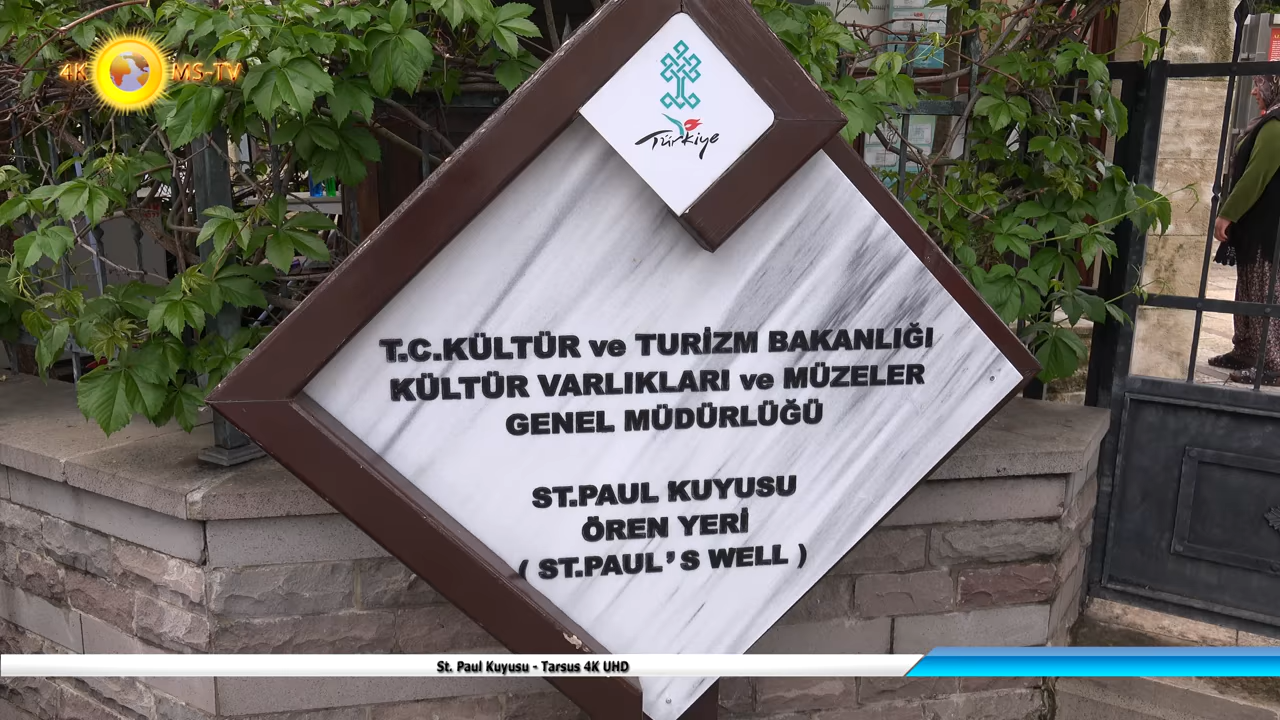 4K MS-TV
Türkiye
T.C.KÜLTÜR ve TURİZM BAKANLIĞI
KÜLTÜR VARLIKLARI ve MÜZELER
GENEL MÜDÜRLÜĞÜ
ST.PAUL KUYUSU
ÖREN YERİ
( ST.PAUL'S WELL )
St. Paul Kuyusu - Tarsus 4K UHD